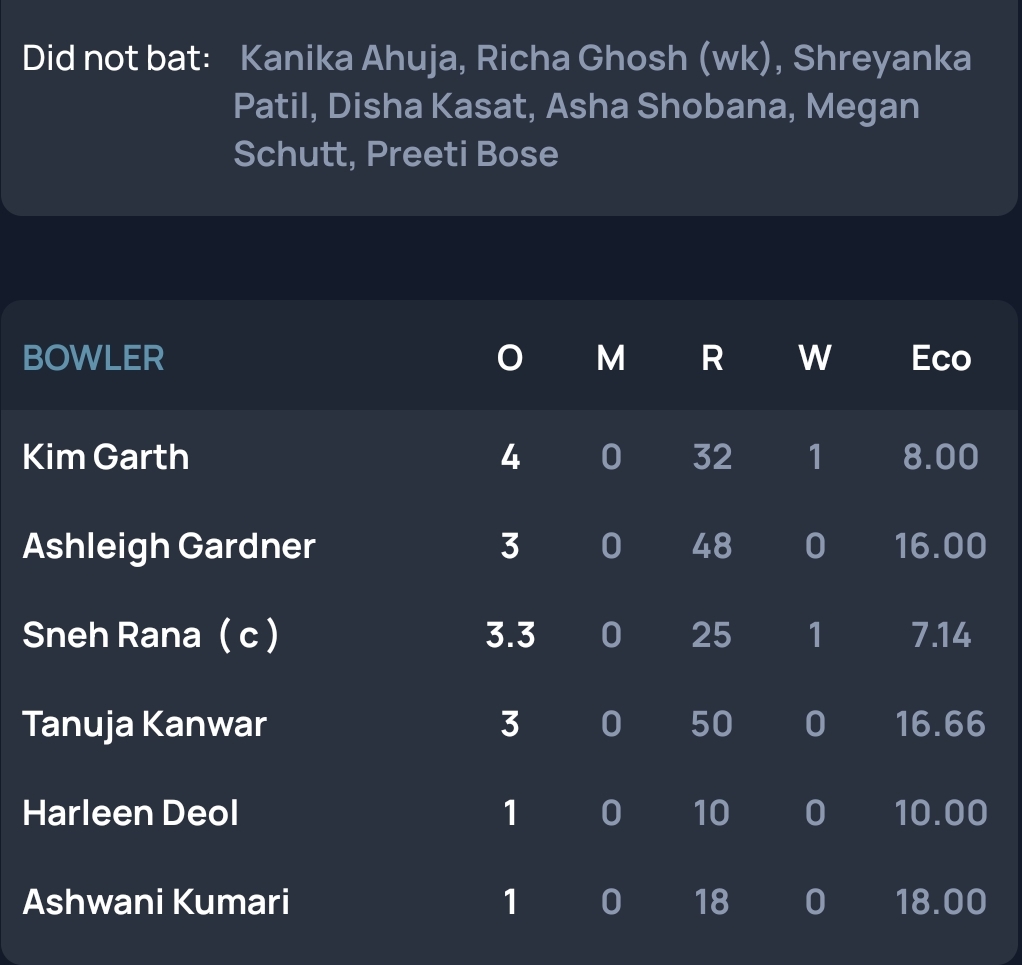 Did not bat: Kanika Ahuja, Richa Ghosh (wk), Shreyanka
Patil, Disha Kasat, Asha Shobana, Megan
Schutt, Preeti Bose
BOWLER O M R W Eco
Kim Garth 4 0 32 1 8.00
Ashleigh Gardner 3 0 48 0 16.00
Sneh Rana ( c ) 3.3 0 25 1 7.14
Tanuja Kanwar 3 0 50 0 16.66
Harleen Deol 1 0 10 0 10.00
Ashwani Kumari 1 0 18 0 18.00